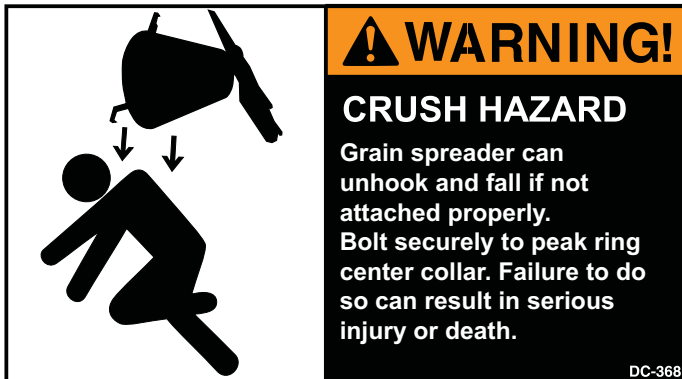 WARNING!
CRUSH HAZARD
Grain spreader can
unhook and fall if not
attached properly.
Bolt securely to peak ring
center collar. Failure to do
so can result in serious
injury or death.
DC-368